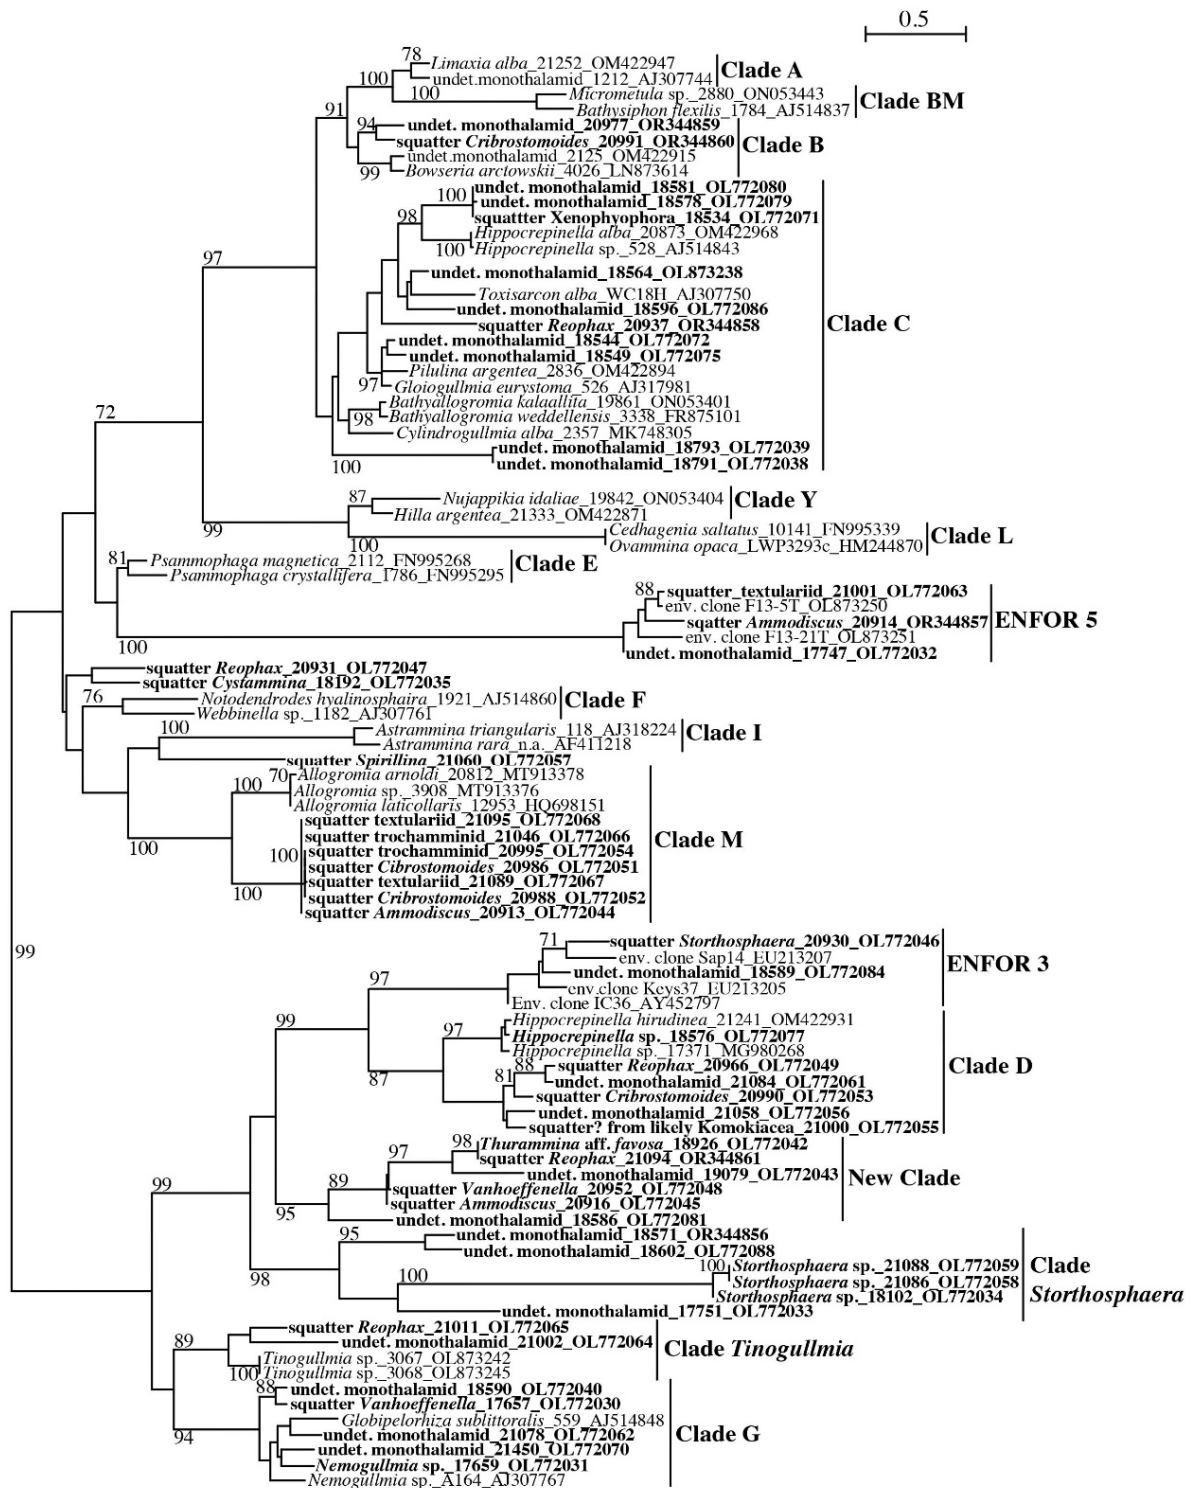 0.5
78
Limaxia alba_21252_OM422947
undet.monothalamid_1212_AJ307744
Clade A
100
100
Micrometula sp._2880_ON053443
Bathysiphon flexilis_1784_AJ514837
Clade BM
91
94
undet. monothalamid_20977_OR344859
squatter Cribrostomoides_20991_OR344860
undet.monothalamid_2125_OM422915
Bowseria arctowskii_4026_LN873614
99
Clade B
undet. monothalamid_18581_OL772080
100
undet. monothalamid_18578_OL772079
squattter Xenophyophora_18534_OL772071
98
Hippocrepinella alba_20873_OM422968
100
Hippocrepinella sp._528_AJ514843
97
undet. monothalamid_18564_OL873238
Toxisarcon alba_WC18H_AJ307750
undet. monothalamid_18596_OL772086
squatter Reophax_20937_OR344858
Clade C
undet. monothalamid_18544_OL772072
undet. monothalamid_18549_OL772075
Pilulina argentea_2836_OM422894
97
Gloiogullmia eurystoma_526_AJ317981
Bathyallogromia kalaallita_19861_ON053401
98
Bathyallogromia weddellensis_3338_FR875101
Cylindrogullmia alba_2357_MK748305
72
undet. monothalamid_18793_OL772039
100
undet. monothalamid_18791_OL772038
87
Nujappikia idaliae_19842_ON053404
Hilla argentea_21333_OM422871
Clade Y
99
100
Cedhagenia saltatus_10141_FN995339
Ovammina opaca_LWP3293c_HM244870
Clade L
81
Psammophaga magnetica_2112_FN995268
Psammophaga crystallifera_1786_FN995295
Clade E
88
squatter_textulariid_21001_OL772063
env. clone F13-5T_OL873250
sqatter Ammodiscus_20914_OR344857
env. clone F13-21T_OL873251
100
undet. monothalamid_17747_OL772032
ENFOR 5
squatter Reophax_20931_OL772047
squatter Cystammina_18192_OL772035
76
Notodendrodes hyalinosphaira_1921_AJ514860
Webbinella sp._1182_AJ307761
Clade F
100
Astrammina triangularis_118_AJ318224
Astrammina rara_n.a._AF411218
Clade I
squatter Spirillina_21060_OL772057
70
Allogromia arnoldi_20812_MT913378
100
Allogromia sp._3908_MT913376
Allogromia laticollaris_12953_HQ698151
squatter textulariid_21095_OL772068
squatter trochamminid_21046_OL772066
100
100
squatter trochamminid_20995_OL772054
squatter Cibrostomoides_20986_OL772051
squatter textulariid_21089_OL772067
100
squatter Cribrostomoides_20988_OL772052
squatter Ammodiscus_20913_OL772044
Clade M
99
71
squatter Storthosphaera_20930_OL772046
env. clone Sap14_EU213207
undet. monothalamid_18589_OL772084
97
env.clone Keys37_EU213205
Env. clone IC36_AY452797
ENFOR 3
99
97
Hippocrepinella hirudinea_21241_OM422931
Hippocrepinella sp._18576_OL772077
Hippocrepinella sp._17371_MG980268
88
squatter Reophax_20966_OL772049
87
81
undet. monothalamid_21084_OL772061
squatter Cribrostomoides_20990_OL772053
undet. monothalamid_21058_OL772056
squatter? from likely Komokiacea_21000_OL772055
Clade D
98
Thurammina aff. favosa_18926_OL772042
97
squatter Reophax_21094_OR344861
undet. monothalamid_19079_OL772043
89
squatter Vanhoeffenella_20952_OL772048
squatter Ammodiscus_20916_OL772045
95
undet. monothalamid_18586_OL772081
New Clade
99
95
undet. monothalamid_18571_OR344856
undet. monothalamid_18602_OL772088
98
100
100
Storthosphaera sp._21088_OL772059
Storthosphaera sp._21086_OL772058
Storthosphaera sp._18102_OL772034
undet. monothalamid_17751_OL772033
Clade
Storthosphaera
89
squatter Reophax_21011_OL772065
undet. monothalamid_21002_OL772064
Tinogullmia sp._3067_OL873242
100
Tinogullmia sp._3068_OL873245
Clade Tinogullmia
88
undet. monothalamid_18590_OL772040
squatter Vanhoeffenella_17657_OL772030
Globipelorhiza sublittoralis_559_AJ514848
94
undet. monothalamid_21078_OL772062
undet. monothalamid_21450_OL772070
Nemogullmia sp._17659_OL772031
Nemogullmia sp._A164_AJ307767
Clade G